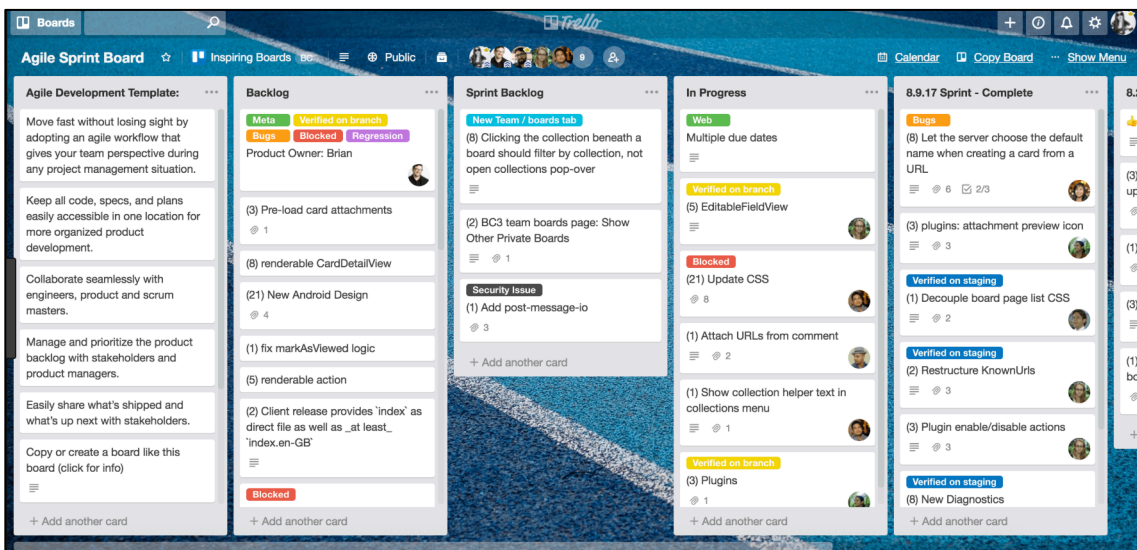 Boards
Trello
Agile Sprint Board
Inspiring Boards
BC
Public
9
Calendar
Copy Board
Show Menu
Agile Development Template:
Move fast without losing sight by
adopting an agile workflow that
gives your team perspective during
any project management situation.
Keep all code, specs, and plans
easily accessible in one location for
more organized product
development.
Collaborate seamlessly with
engineers, product and scrum
masters.
Manage and prioritize the product
backlog with stakeholders and
product managers.
Easily share what's shipped and
what's up next with stakeholders.
Copy or create a board like this
board (click for info)
+ Add another card
Backlog
Meta Verified on branch
Bugs Blocked Regression
Product Owner: Brian
(3) Pre-load card attachments
1
(8) renderable CardDetailView
(21) New Android Design
4
(1) fix markAsViewed logic
(5) renderable action
(2) Client release provides `index` as
direct file as well as _at least_
`index.en-GB`
Blocked
+ Add another card
Sprint Backlog
New Team / boards tab
(8) Clicking the collection beneath a
board should filter by collection, not
open collections pop-over
(2) BC3 team boards page: Show
Other Private Boards
1
Security Issue
(1) Add post-message-io
3
+ Add another card
In Progress
Web
Multiple due dates
Verified on branch
(5) EditableFieldView
Blocked
(21) Update CSS
8
(1) Attach URLs from comment
2
(1) Show collection helper text in
collections menu
1
Verified on branch
(3) Plugins
1
+ Add another card
8.9.17 Sprint - Complete
Bugs
(8) Let the server choose the default
name when creating a card from a
URL
6 2/3
(3) plugins: attachment preview icon
3
Verified on staging
(1) Decouple board page list CSS
2
Verified on staging
(2) Restructure KnownUrls
3
(3) Plugin enable/disable actions
3
Verified on staging
(8) New Diagnostics
+ Add another card
(3)
up
(1)
(3)
(1)
+